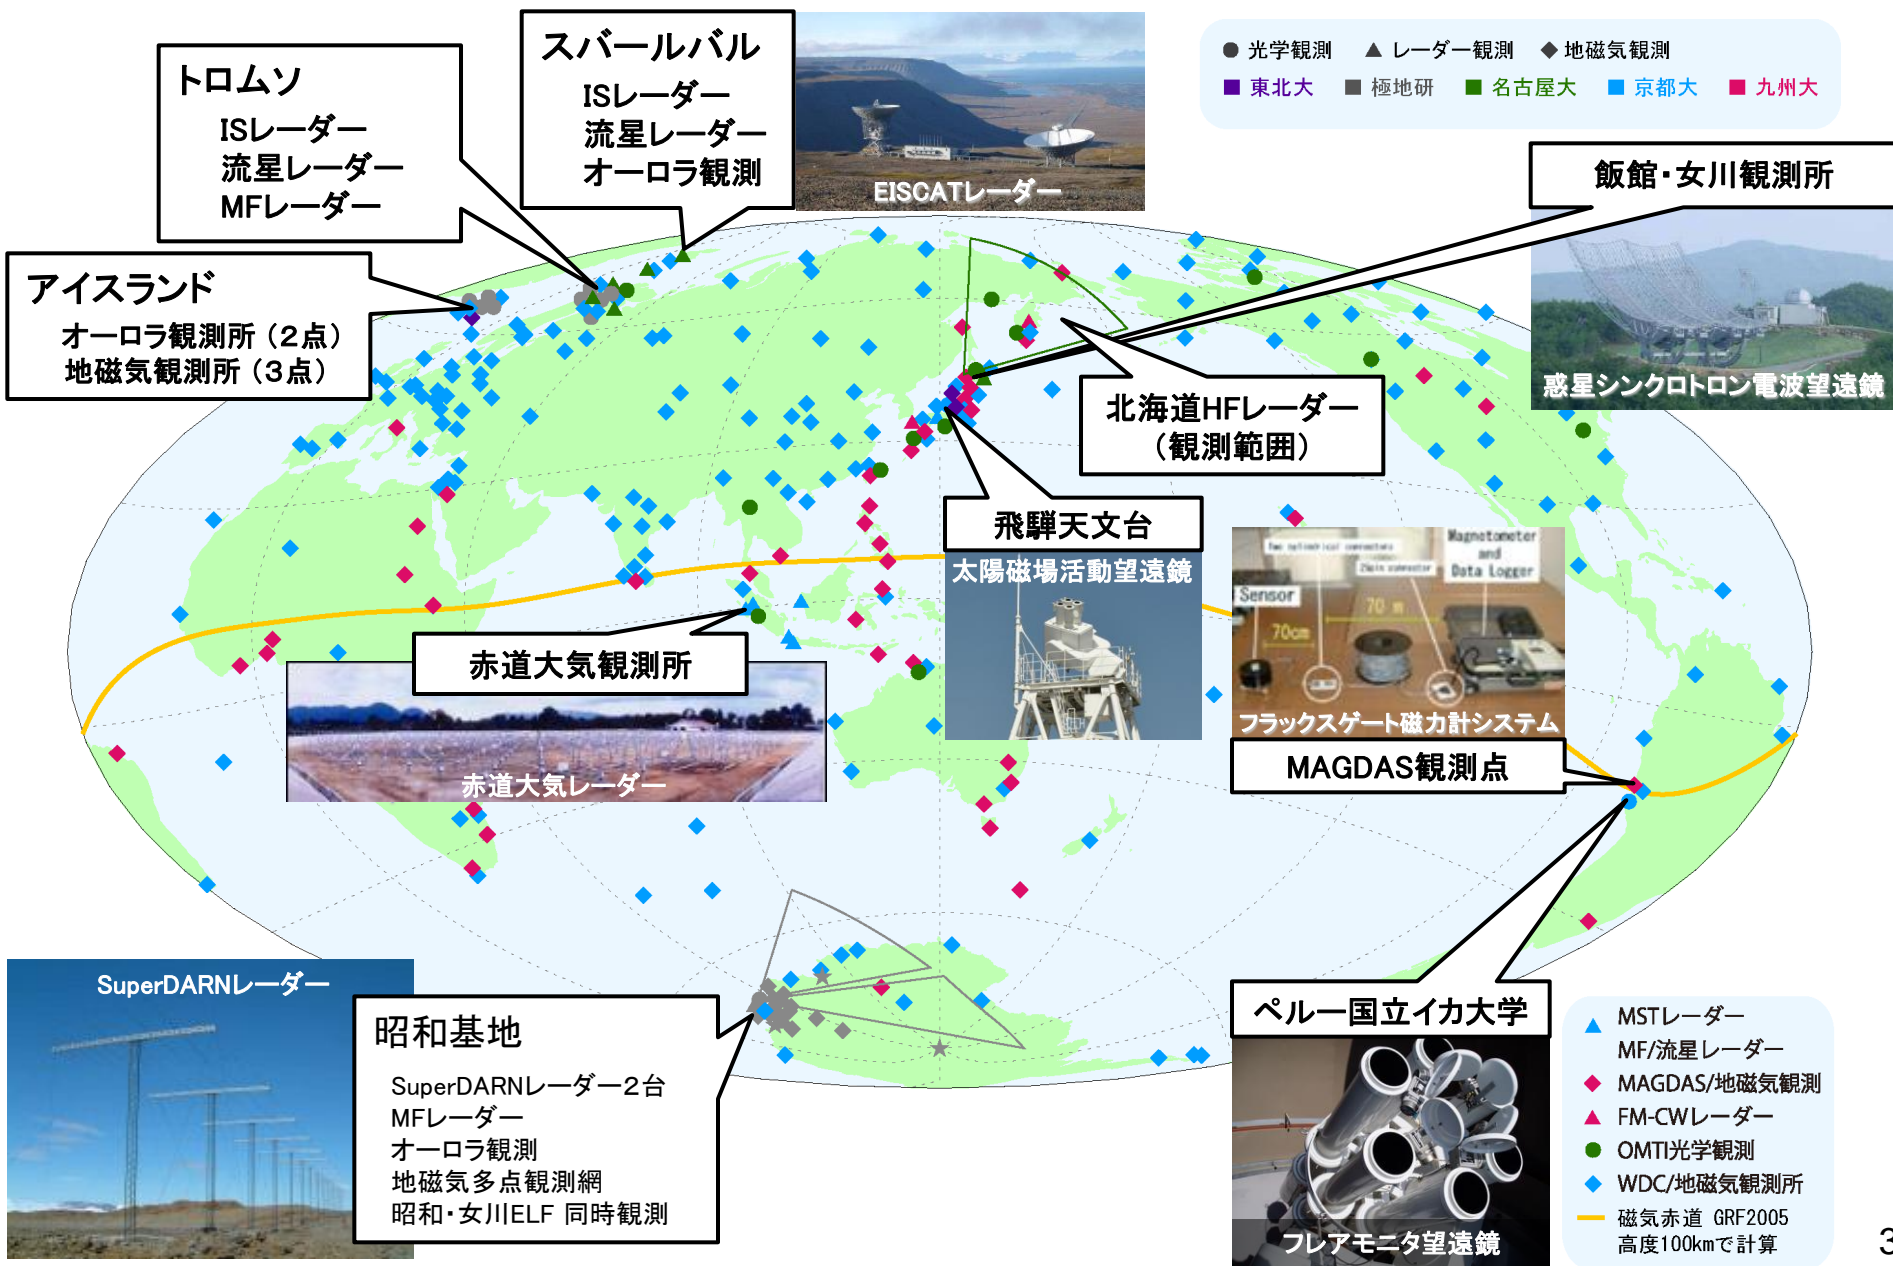 スバールバル
ISレーダー
流星レーダー
オーロラ観測
トロムソ
ISレーダー
流星レーダー
MFレーダー
EISCATレーダー
● 光学観測 ▲ レーダー観測 ◆ 地磁気観測
■ 東北大 ■ 極地研 ■ 名古屋大 ■ 京都大 ■ 九州大
飯館・女川観測所
惑星シンクロトロン電波望遠鏡
アイスランド
オーロラ観測所（２点）
地磁気観測所（３点）
北海道HFレーダー
（観測範囲）
飛騨天文台
太陽磁場活動望遠鏡
Two cylindrical connectors
Magnetometer
and
Data Logger
25pin connector
Sensor
70 m
70cm
フラックスゲート磁力計システム
MAGDAS観測点
赤道大気観測所
赤道大気レーダー
SuperDARNレーダー
昭和基地
SuperDARNレーダー２台
MFレーダー
オーロラ観測
地磁気多点観測網
昭和・女川ELF 同時観測
ペルー国立イカ大学
フレアモニタ望遠鏡
MSTレーダー
MF/流星レーダー
MAGDAS/地磁気観測
FM-CWレーダー
OMTI光学観測
WDC/地磁気観測所
磁気赤道 GRF2005
高度100kmで計算
3